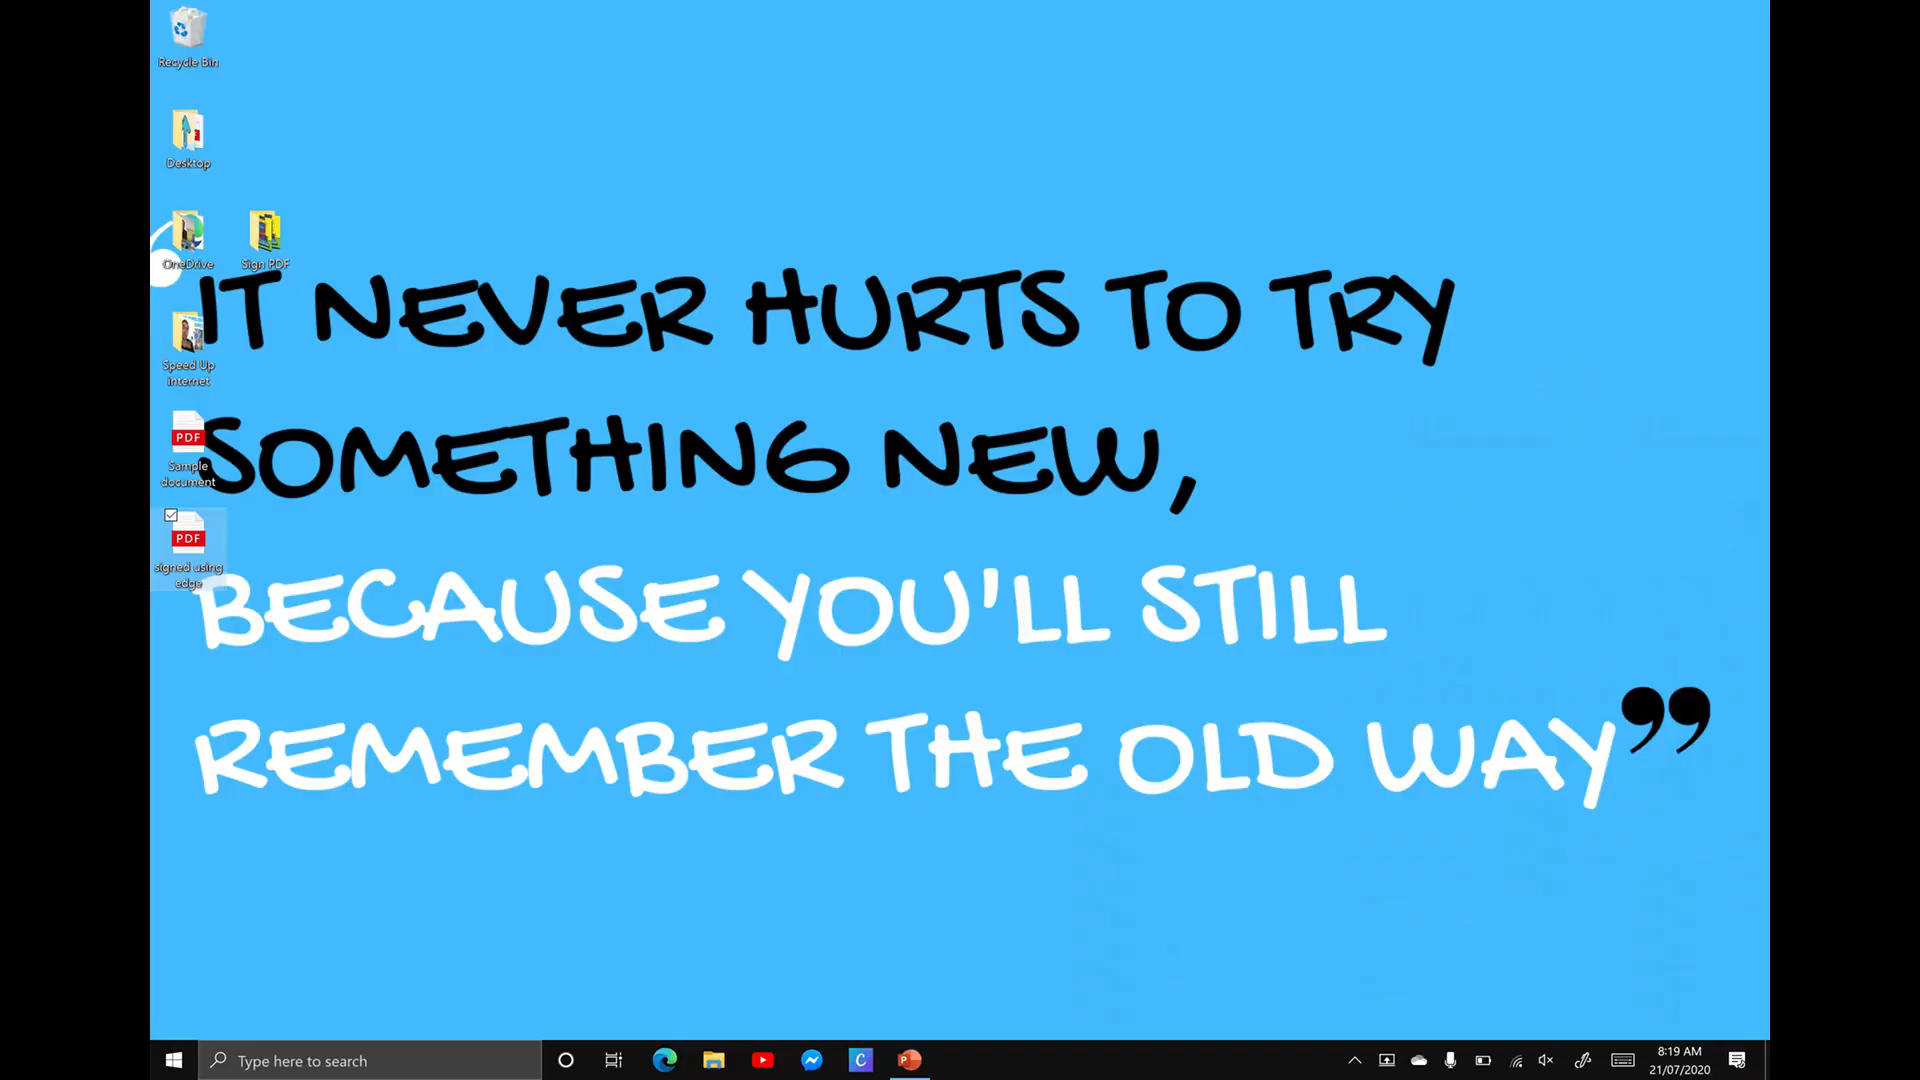 Recycle Bin
Desktop
OneDrive
Sign PDF
IT NEVER HURTS TO TRY
Speed Up
internet
PDF
SOMETHING NEW,
Sample
document
PDF
signed using
edge
BECAUSE YOU'LL STILL
REMEMBER THE OLD WAY”
Type here to search
C
P
8:19 AM
21/07/2020